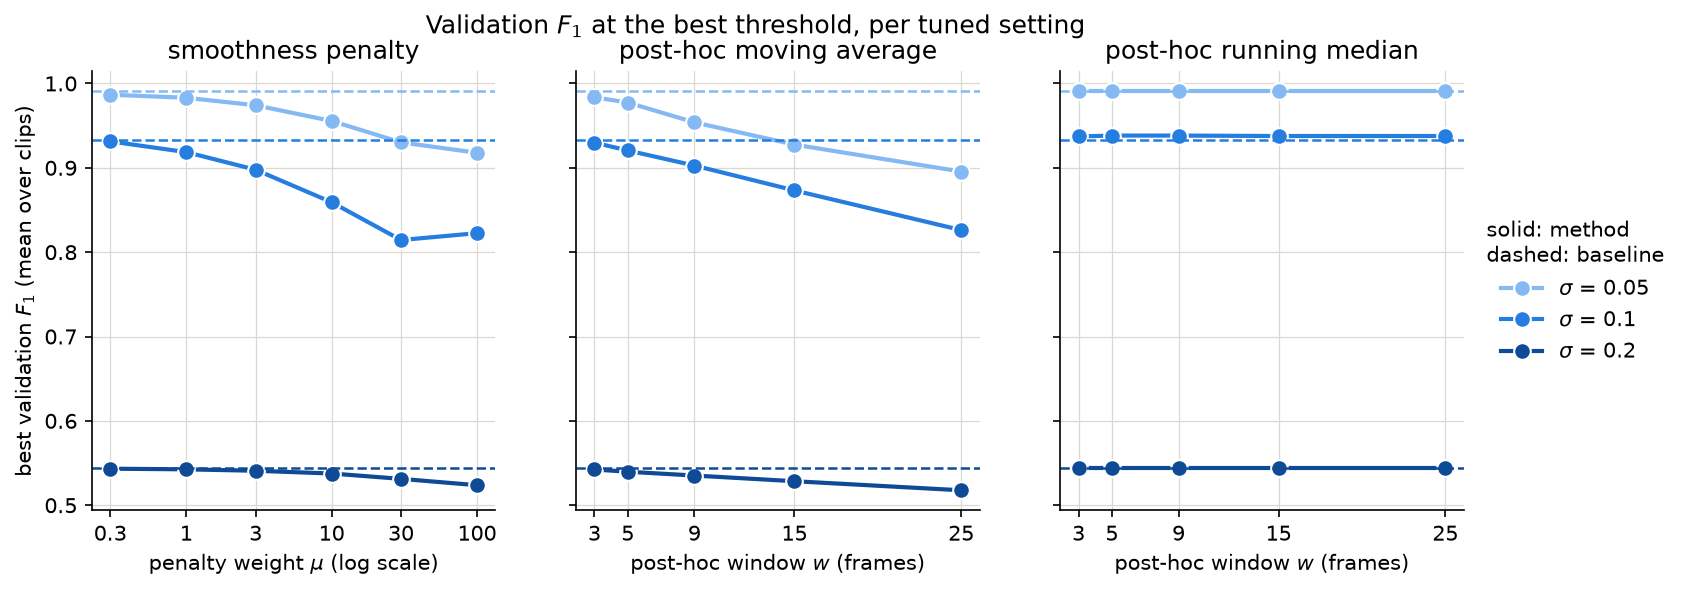 Validation F₁ at the best threshold, per tuned setting
smoothness penalty
post-hoc moving average
post-hoc running median
best validation F₁ (mean over clips)
1.0
0.9
0.8
0.7
0.6
0.5
0.3 1 3 10 30 100
penalty weight μ (log scale)
3 5 9 15 25
post-hoc window w (frames)
3 5 9 15 25
post-hoc window w (frames)
solid: method
dashed: baseline
σ = 0.05
σ = 0.1
σ = 0.2